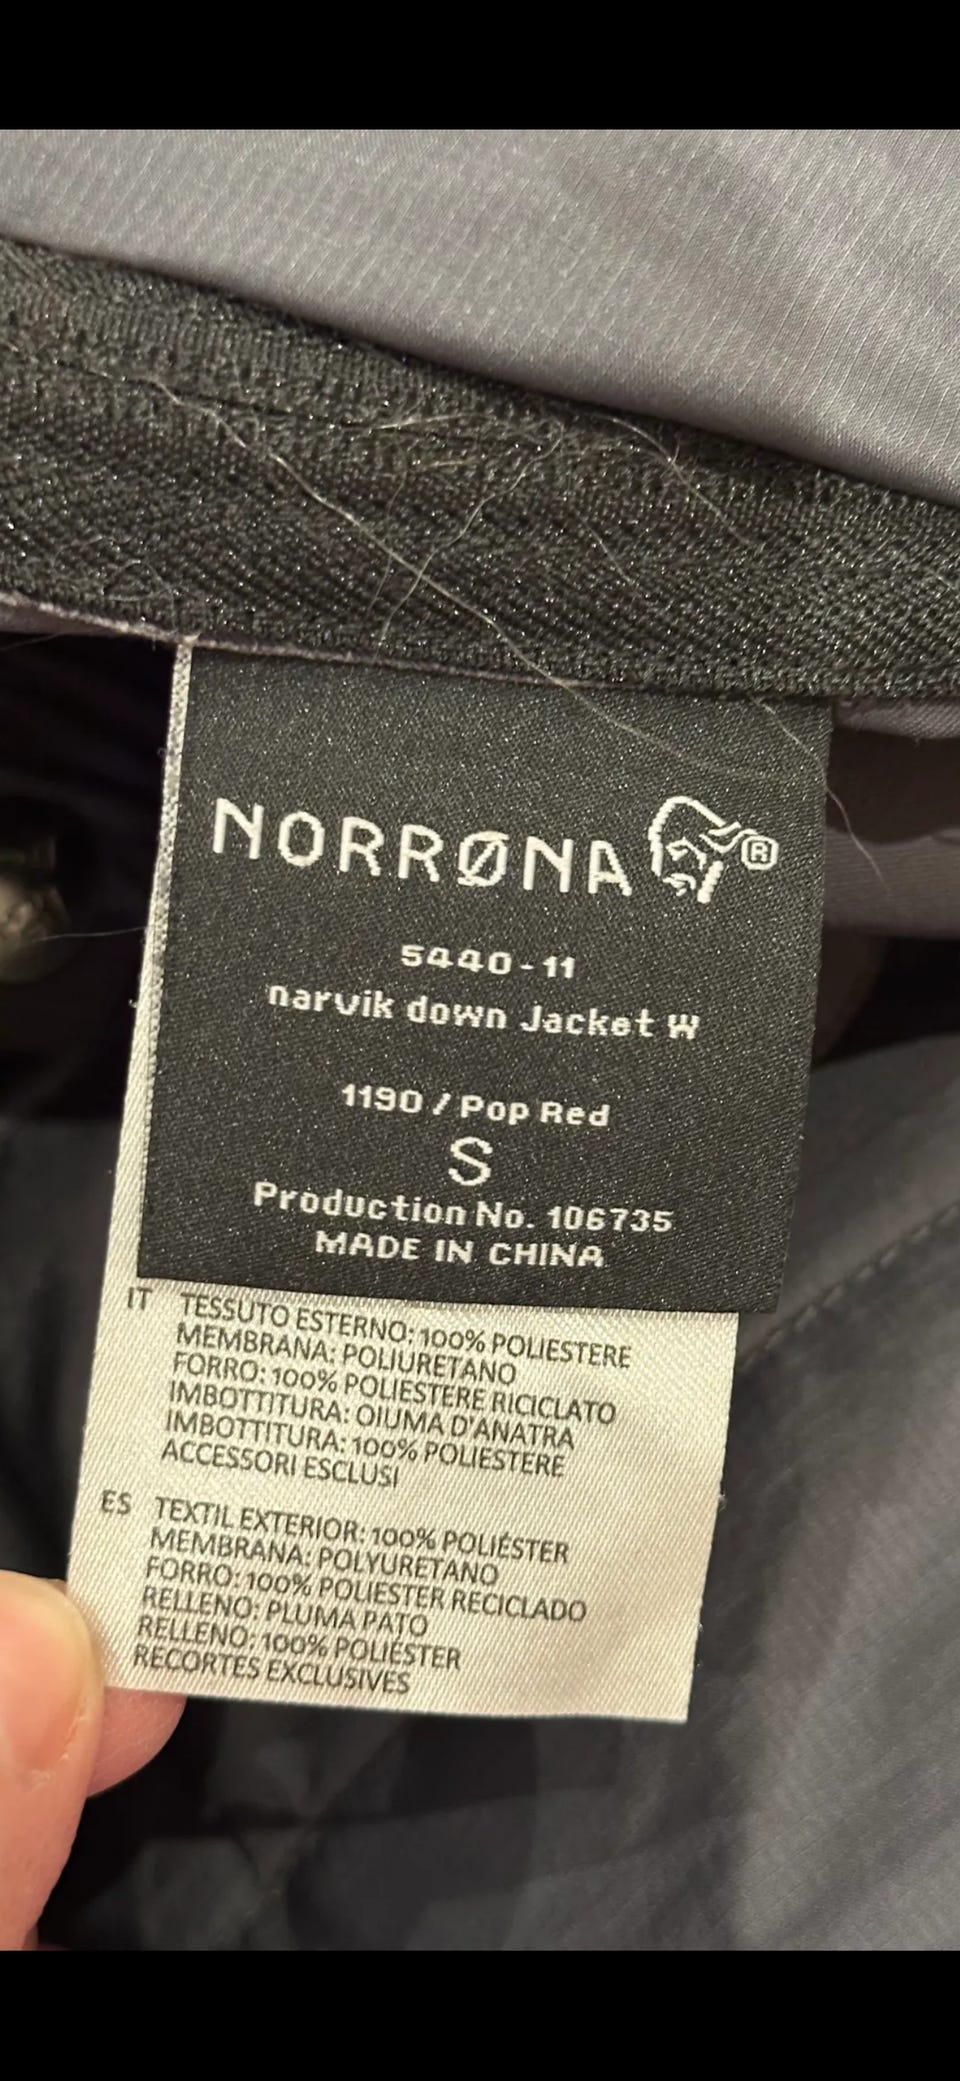 NORRØNA ®
5440-11
narvik down Jacket W
1190 / Pop Red
S
Production No. 106735
MADE IN CHINA
IT TESSUTO ESTERNO: 100% POLIESTERE
MEMBRANA: POLIURETANO
FORRO: 100% POLIESTERE RICICLATO
IMBOTTITURA: OIUMA D'ANATRA
IMBOTTITURA: 100% POLIESTERE
ACCESSORI ESCLUSI
ES TEXTIL EXTERIOR: 100% POLIÉSTER
MEMBRANA: POLYURETANO
FORRO: 100% POLIESTER RECICLADO
RELLENO: PLUMA PATO
RELLENO: 100% POLIÉSTER
RECORTES EXCLUSIVES